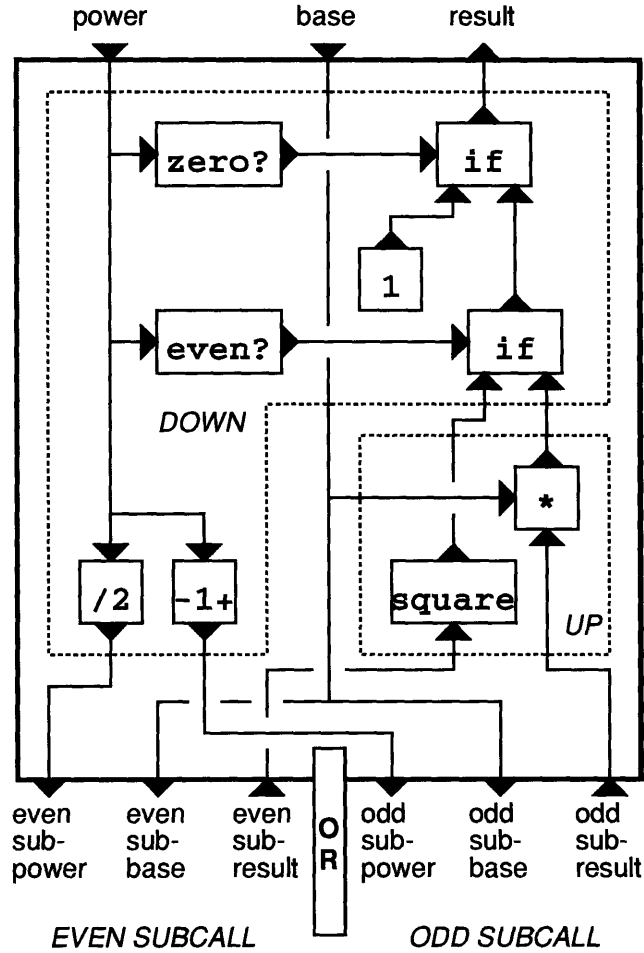 power base result
zero? if
1
even? if
DOWN
*
/2 -1+ square
UP
even even even odd odd odd
sub- sub- sub- sub- sub- sub-
power base result power base result
OR
EVEN SUBCALL ODD SUBCALL